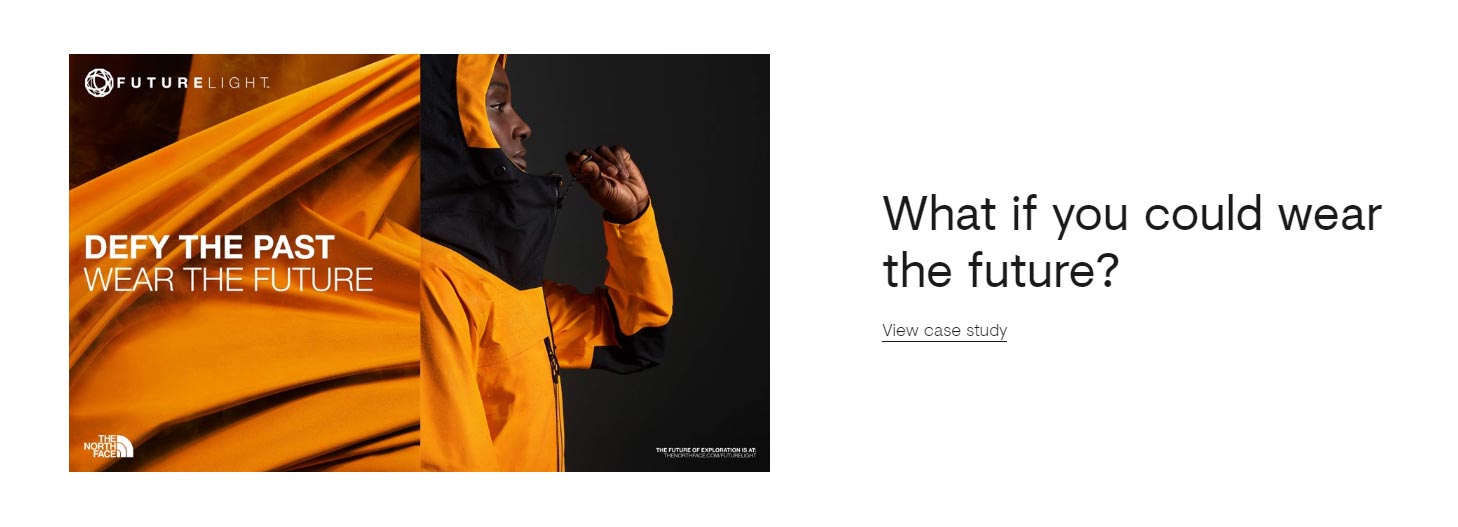 FUTURELIGHT™
DEFY THE PAST
WEAR THE FUTURE
THE
NORTH
FACE
THE FUTURE OF EXPLORATION IS AT:
THENORTHFACE.COM/FUTURELIGHT
What if you could wear
the future?
View case study